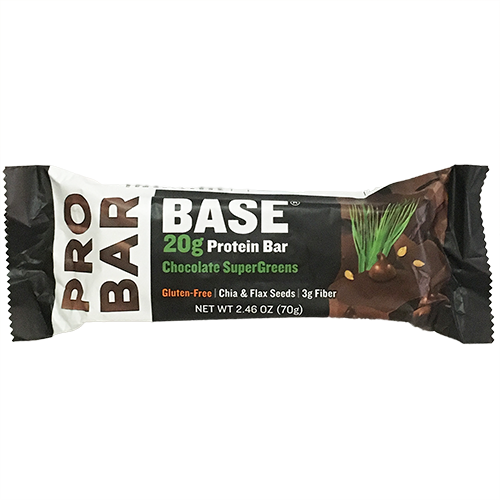 PRO
BAR
BASE®
20g Protein Bar
Chocolate SuperGreens
Gluten-Free | Chia & Flax Seeds | 3g Fiber
NET WT 2.46 OZ (70g)